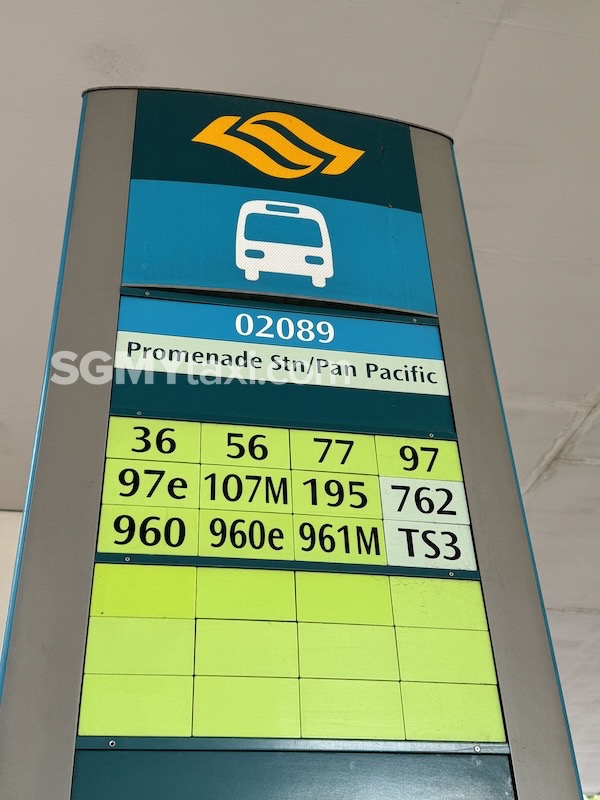 02089
Promenade Stn/Pan Pacific
SGMYtaxi.com
36 56 77 97
97e 107M 195 762
960 960e 961M TS3